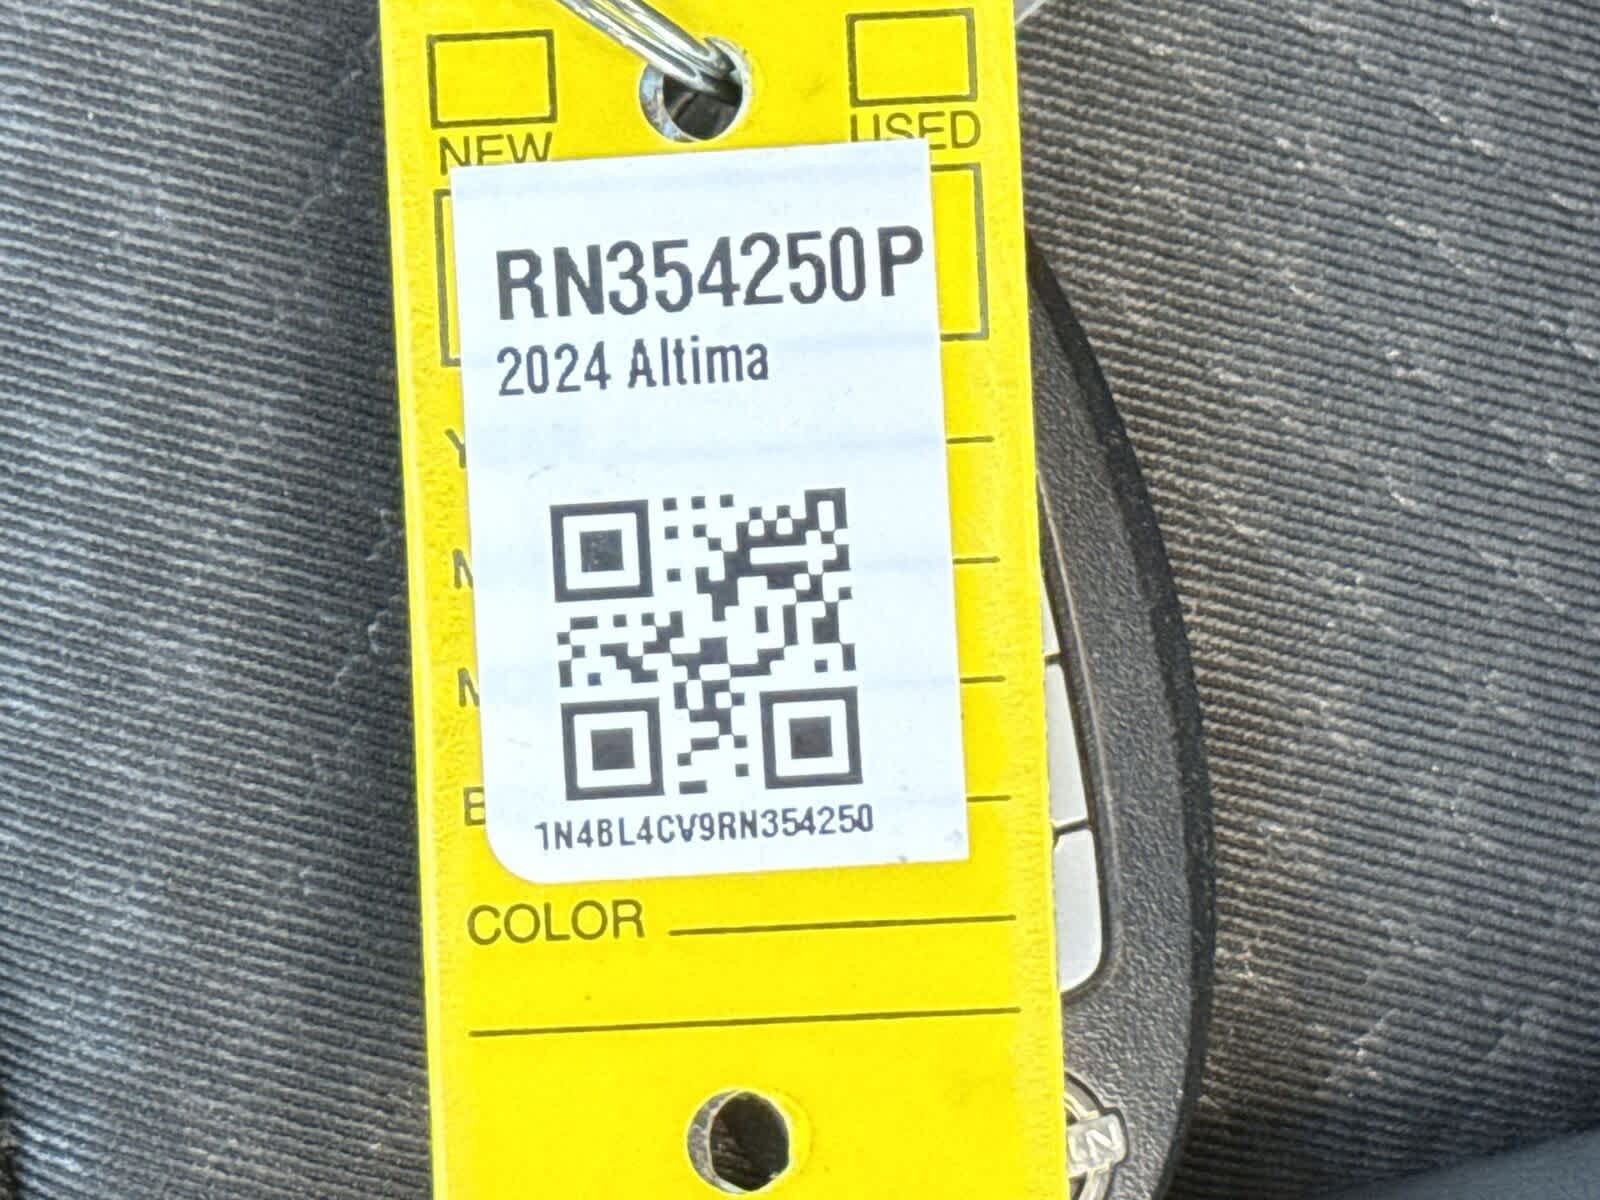 NEW USED
RN354250P
2024 Altima
1N4BL4CV9RN354250
COLOR